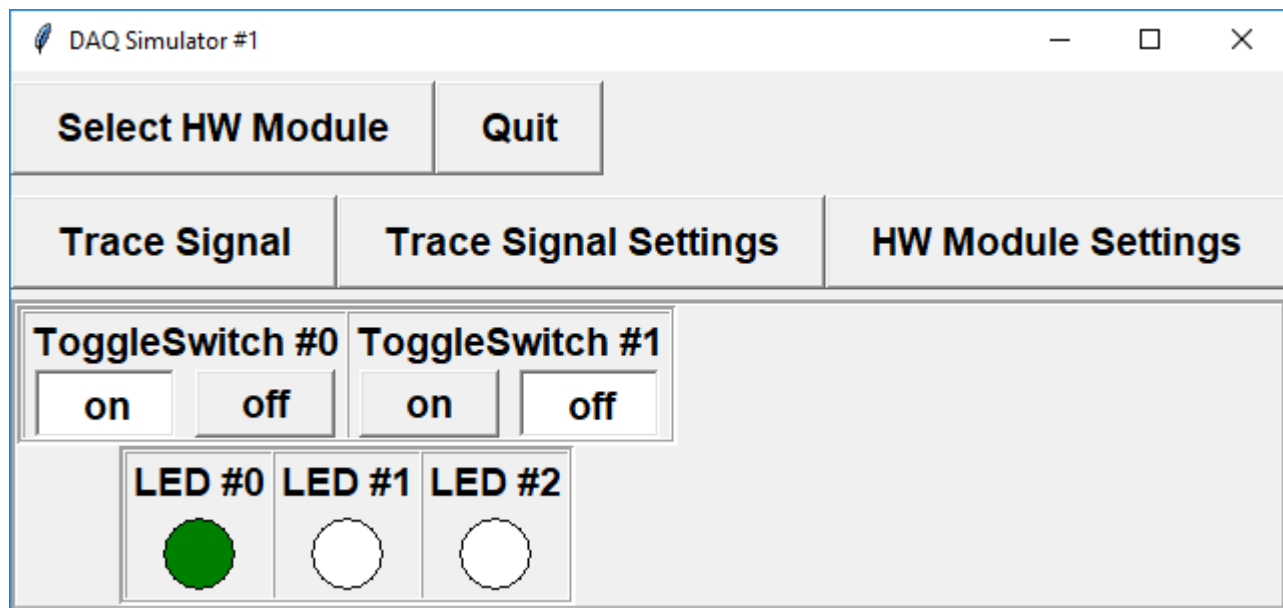 DAQ Simulator #1
Select HW Module Quit
Trace Signal Trace Signal Settings HW Module Settings
ToggleSwitch #0 ToggleSwitch #1
on off on off
LED #0 LED #1 LED #2